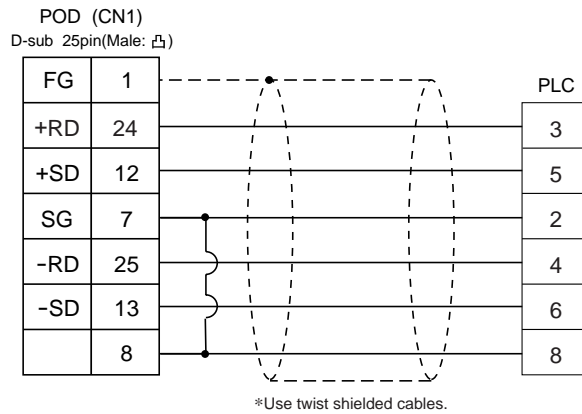 POD (CN1)
D-sub 25pin(Male: 凸)
PLC
FG 1
+RD 24 3
+SD 12 5
SG 7 2
-RD 25 4
-SD 13 6
8 8
*Use twist shielded cables.